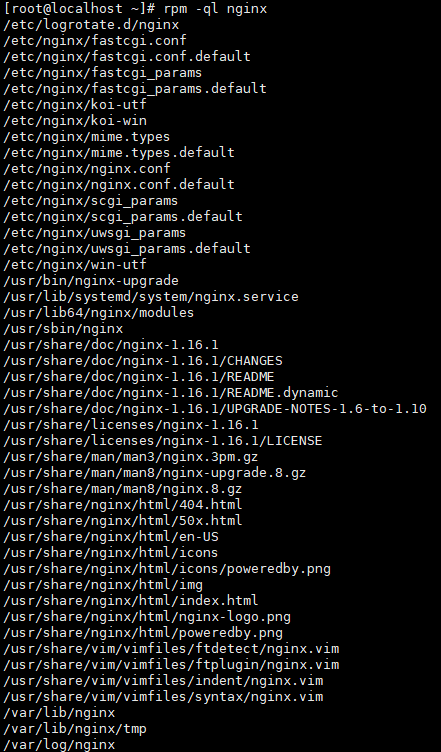 [root@localhost ~]# rpm -ql nginx
/etc/logrotate.d/nginx
/etc/nginx/fastcgi.conf
/etc/nginx/fastcgi.conf.default
/etc/nginx/fastcgi_params
/etc/nginx/fastcgi_params.default
/etc/nginx/koi-utf
/etc/nginx/koi-win
/etc/nginx/mime.types
/etc/nginx/mime.types.default
/etc/nginx/nginx.conf
/etc/nginx/nginx.conf.default
/etc/nginx/scgi_params
/etc/nginx/scgi_params.default
/etc/nginx/uwsgi_params
/etc/nginx/uwsgi_params.default
/etc/nginx/win-utf
/usr/bin/nginx-upgrade
/usr/lib/systemd/system/nginx.service
/usr/lib64/nginx/modules
/usr/sbin/nginx
/usr/share/doc/nginx-1.16.1
/usr/share/doc/nginx-1.16.1/CHANGES
/usr/share/doc/nginx-1.16.1/README
/usr/share/doc/nginx-1.16.1/README.dynamic
/usr/share/doc/nginx-1.16.1/UPGRADE-NOTES-1.6-to-1.10
/usr/share/licenses/nginx-1.16.1
/usr/share/licenses/nginx-1.16.1/LICENSE
/usr/share/man/man3/nginx.3pm.gz
/usr/share/man/man8/nginx-upgrade.8.gz
/usr/share/man/man8/nginx.8.gz
/usr/share/nginx/html/404.html
/usr/share/nginx/html/50x.html
/usr/share/nginx/html/en-US
/usr/share/nginx/html/icons
/usr/share/nginx/html/icons/poweredby.png
/usr/share/nginx/html/img
/usr/share/nginx/html/index.html
/usr/share/nginx/html/nginx-logo.png
/usr/share/nginx/html/poweredby.png
/usr/share/vim/vimfiles/ftdetect/nginx.vim
/usr/share/vim/vimfiles/ftplugin/nginx.vim
/usr/share/vim/vimfiles/indent/nginx.vim
/usr/share/vim/vimfiles/syntax/nginx.vim
/var/lib/nginx
/var/lib/nginx/tmp
/var/log/nginx